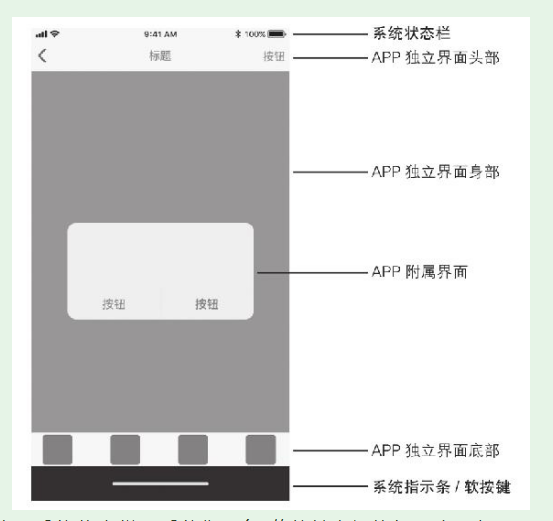 9:41 AM 100% 系统状态栏
标题 按钮 APP 独立界面头部
APP 独立界面身部
APP 附属界面
按钮 按钮
APP 独立界面底部
系统指示条 / 软按键